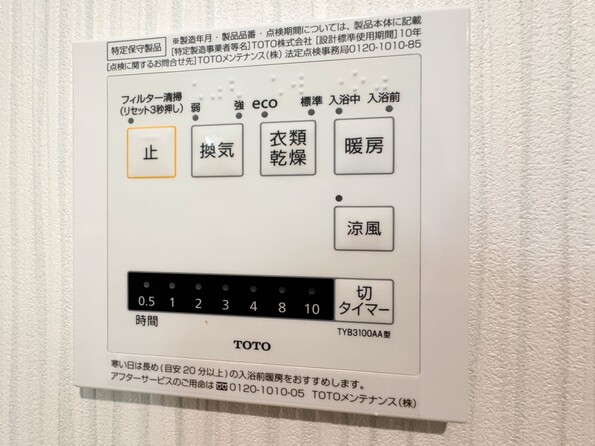 特定保守製品
※製造年月・製品品番・点検期間については、製品本体に記載
[特定製造事業者等名]TOTO株式会社 [設計標準使用期間] 10年
[点検に関するお問合せ先]TOTOメンテナンス(株) 法定点検事務局0120-1010-85
フィルター清掃
(リセット3秒押し)
弱 強 eco 標準 入浴中 入浴前
止 換気 衣類乾燥 暖房
涼風
0.5 1 2 3 4 8 10
切タイマー
時間
TYB3100AA型
TOTO
寒い日は長め(目安20分以上)の入浴前暖房をおすすめします。
アフターサービスのご用命は 0120-1010-05 TOTOメンテナンス(株)